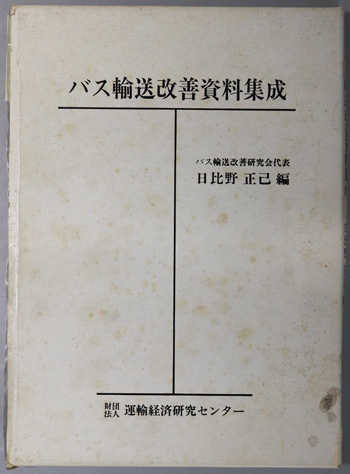 バス輸送改善資料集成
バス輸送改善研究会代表
日比野 正己 編
財団法人 運輸経済研究センター